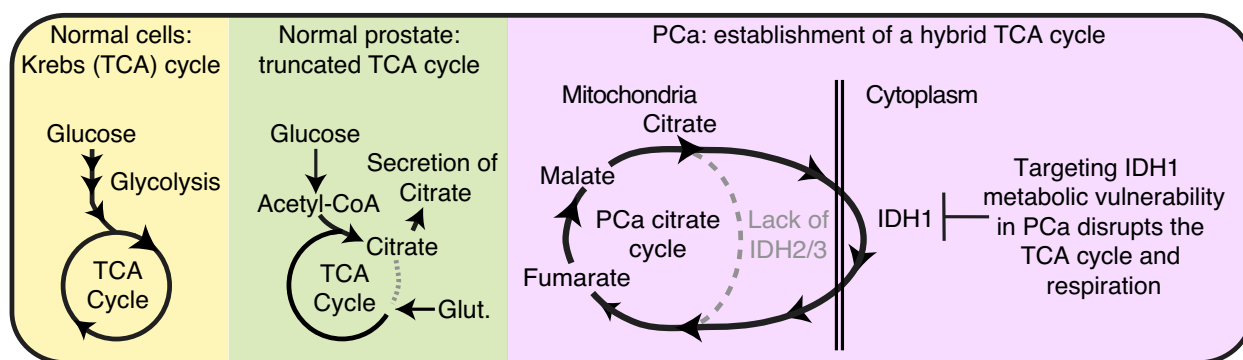 Normal cells:
Krebs (TCA) cycle
Glucose
Glycolysis
TCA
Cycle
Normal prostate:
truncated TCA cycle
Glucose
Secretion of
Citrate
Acetyl-CoA
Citrate
TCA
Cycle
Glut.
PCa: establishment of a hybrid TCA cycle
Mitochondria
Citrate
Cytoplasm
Malate
PCa citrate
cycle
Lack of
IDH2/3
Fumarate
IDH1
Targeting IDH1
metabolic vulnerability
in PCa disrupts the
TCA cycle and
respiration